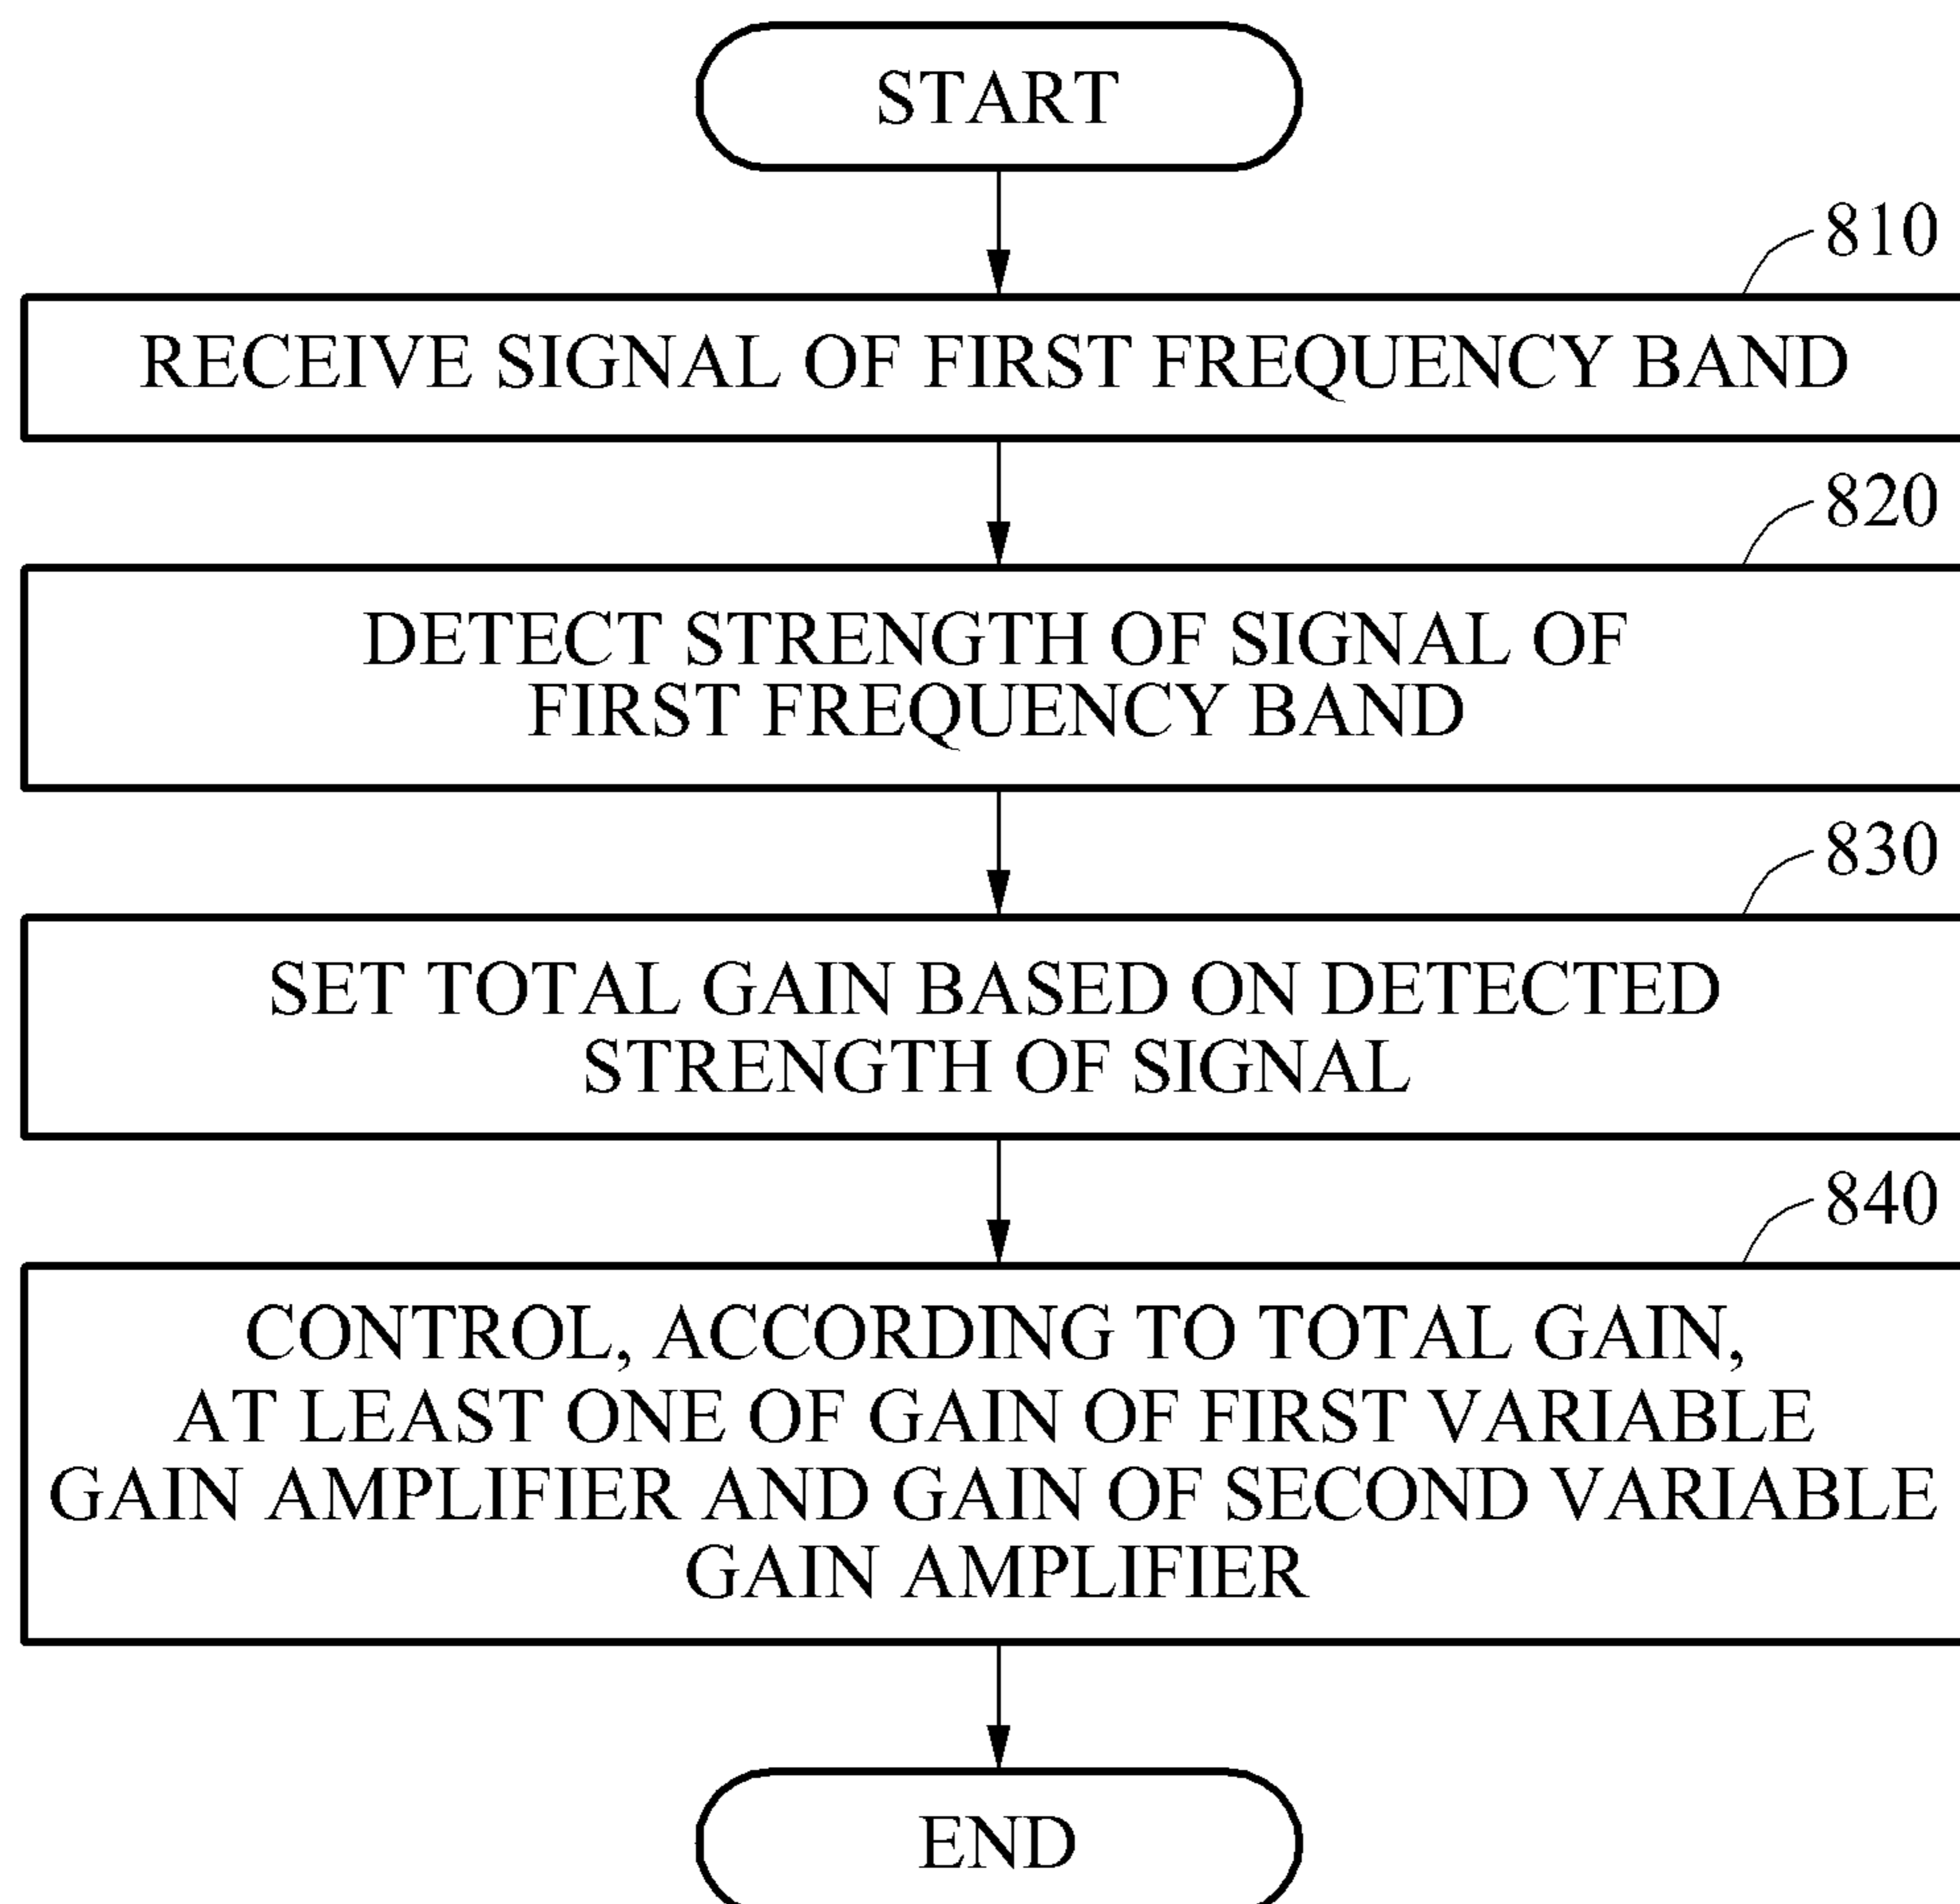 START
810
RECEIVE SIGNAL OF FIRST FREQUENCY BAND
820
DETECT STRENGTH OF SIGNAL OF
FIRST FREQUENCY BAND
830
SET TOTAL GAIN BASED ON DETECTED
STRENGTH OF SIGNAL
840
CONTROL, ACCORDING TO TOTAL GAIN,
AT LEAST ONE OF GAIN OF FIRST VARIABLE
GAIN AMPLIFIER AND GAIN OF SECOND VARIABLE
GAIN AMPLIFIER
END